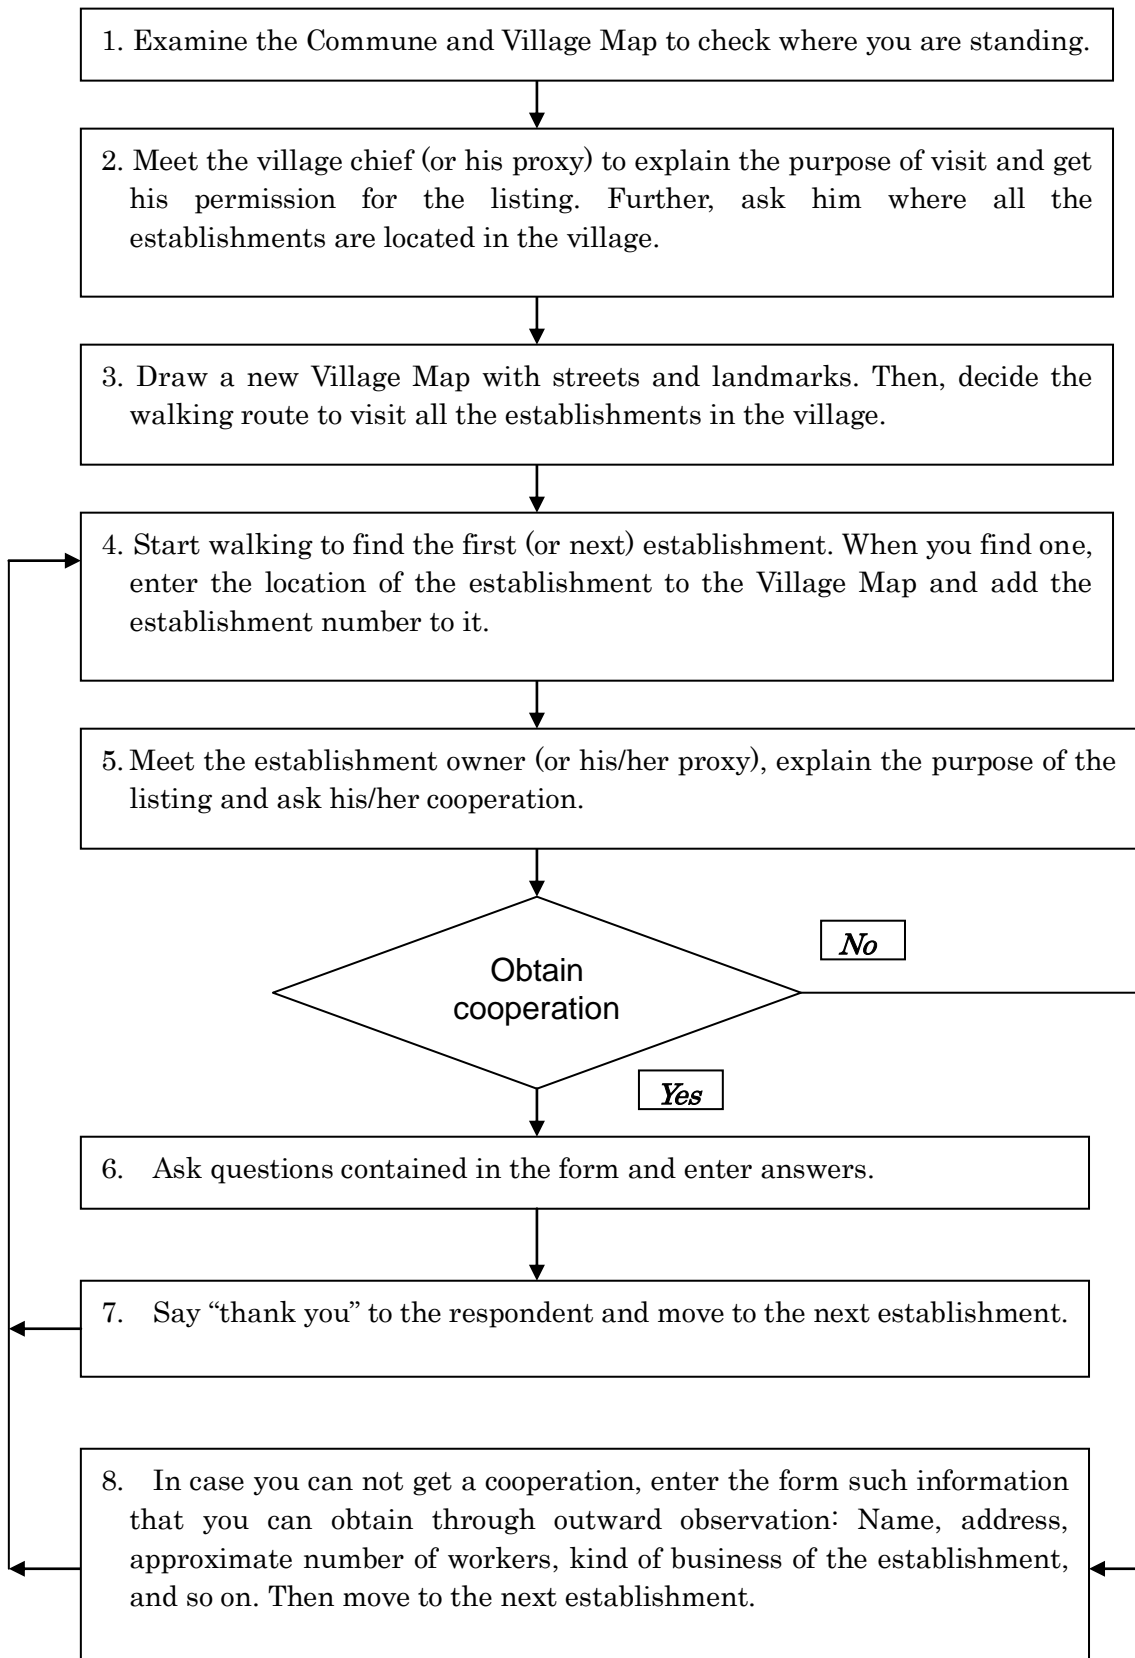 1. Examine the Commune and Village Map to check where you are standing.
2. Meet the village chief (or his proxy) to explain the purpose of visit and get
his permission for the listing. Further, ask him where all the
establishments are located in the village.
3. Draw a new Village Map with streets and landmarks. Then, decide the
walking route to visit all the establishments in the village.
4. Start walking to find the first (or next) establishment. When you find one,
enter the location of the establishment to the Village Map and add the
establishment number to it.
5. Meet the establishment owner (or his/her proxy), explain the purpose of the
listing and ask his/her cooperation.
No
Obtain
cooperation
Yes
6. Ask questions contained in the form and enter answers.
7. Say “thank you” to the respondent and move to the next establishment.
8. In case you can not get a cooperation, enter the form such information
that you can obtain through outward observation: Name, address,
approximate number of workers, kind of business of the establishment,
and so on. Then move to the next establishment.